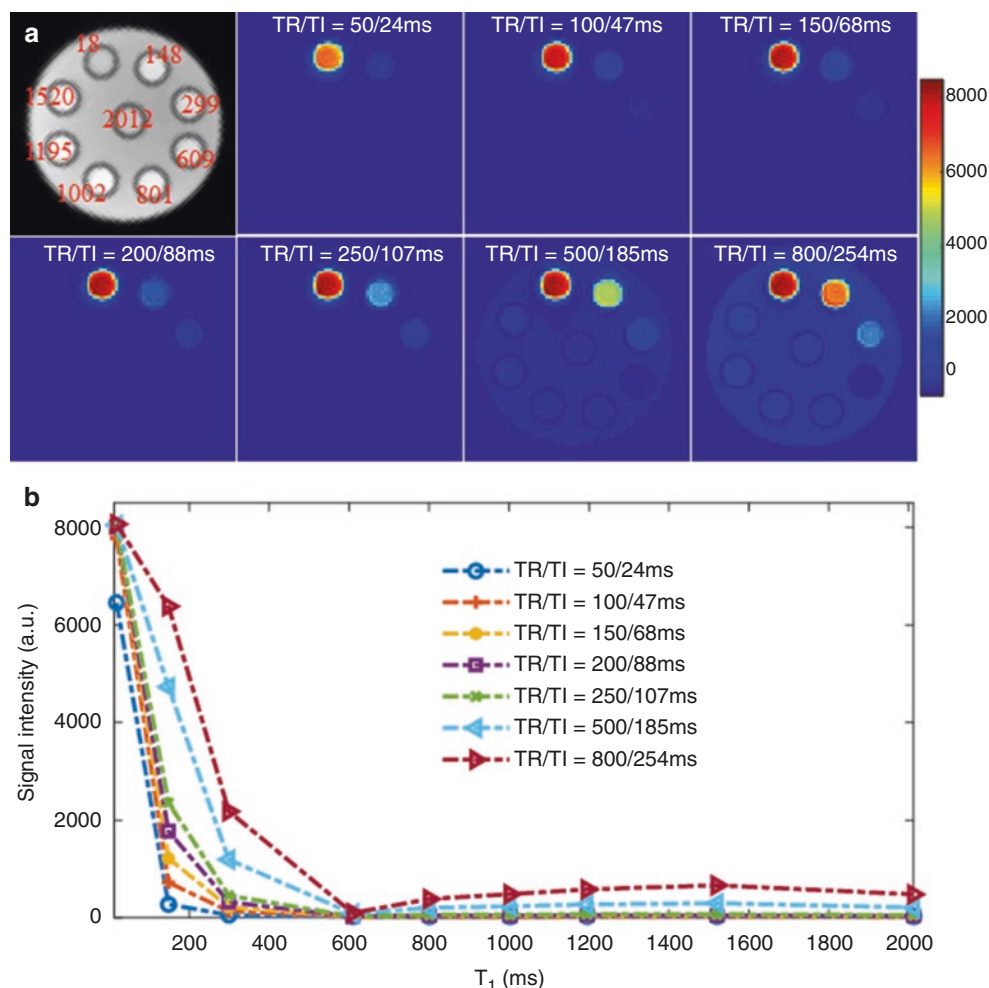 a
18
148
1520
2012
299
1195
609
1002
801
TR/TI = 50/24ms
TR/TI = 100/47ms
TR/TI = 150/68ms
8000
6000
4000
2000
0
TR/TI = 200/88ms
TR/TI = 250/107ms
TR/TI = 500/185ms
TR/TI = 800/254ms
b
8000
6000
4000
2000
0
Signal intensity (a.u.)
TR/TI = 50/24ms
TR/TI = 100/47ms
TR/TI = 150/68ms
TR/TI = 200/88ms
TR/TI = 250/107ms
TR/TI = 500/185ms
TR/TI = 800/254ms
200 400 600 800 1000 1200 1400 1600 1800 2000
T₁ (ms)